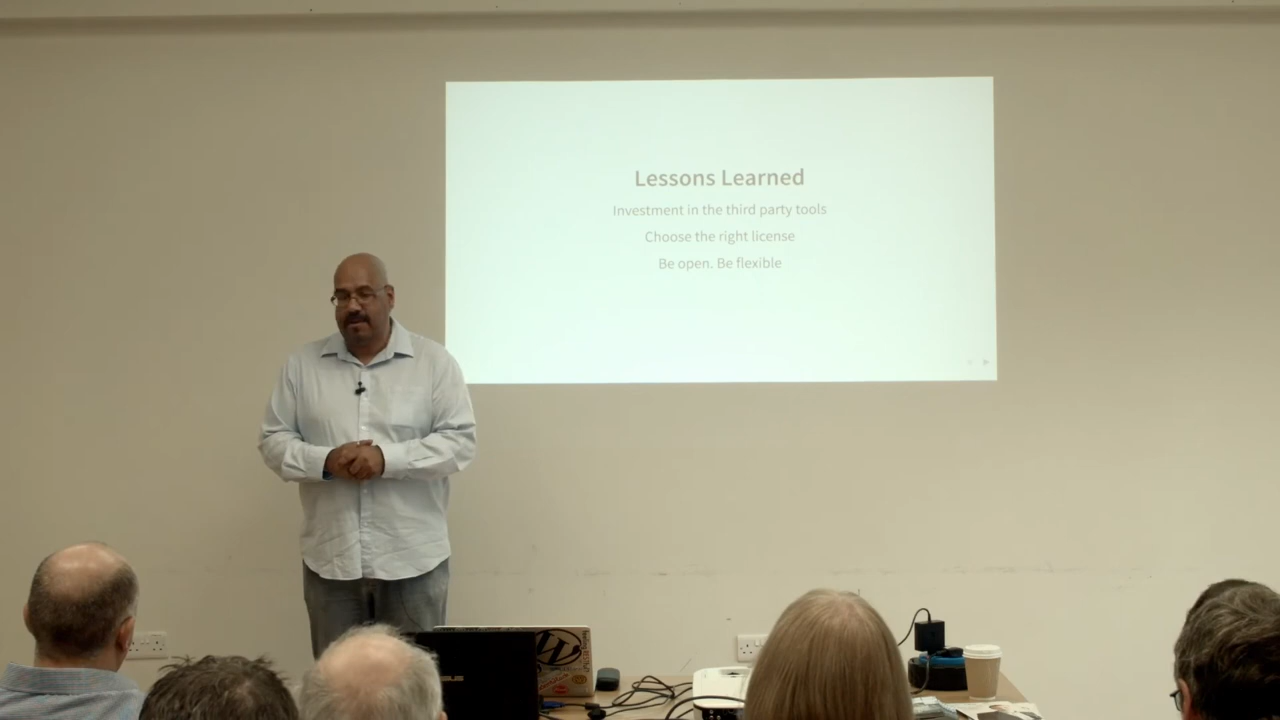 Lessons Learned
Investment in the third party tools
Choose the right license
Be open. Be flexible